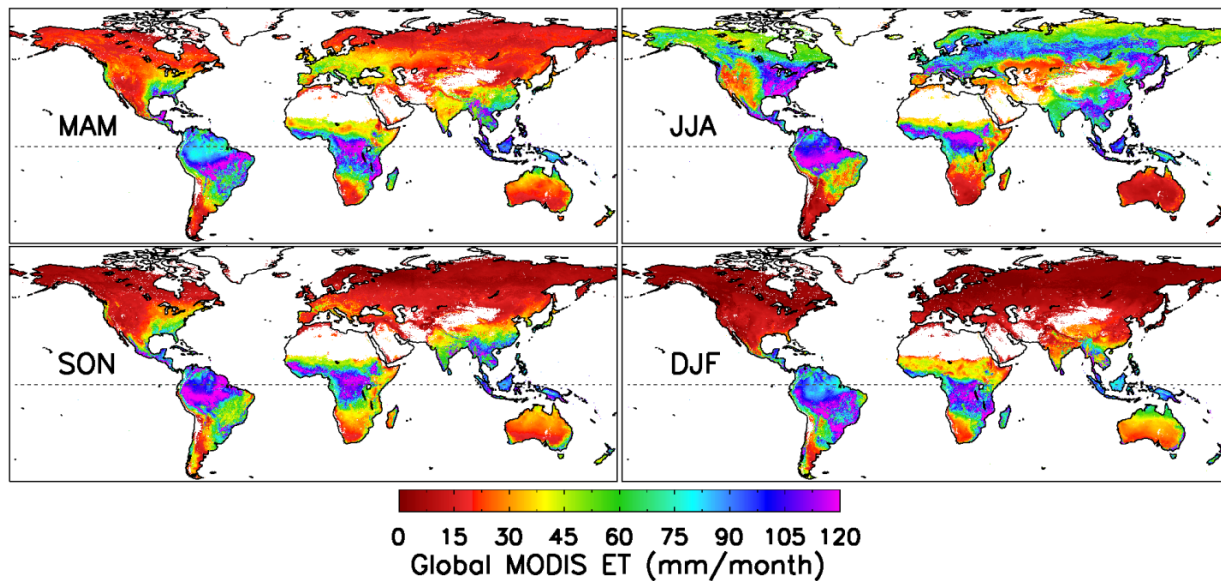 MAM
JJA
SON
DJF
0 15 30 45 60 75 90 105 120
Global MODIS ET (mm/month)